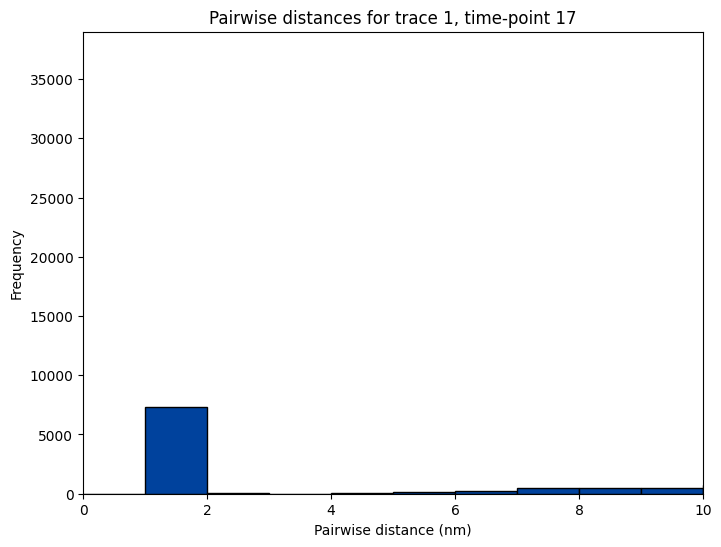 Pairwise distances for trace 1, time-point 17
Frequency
35000
30000
25000
20000
15000
10000
5000
0
0 2 4 6 8 10
Pairwise distance (nm)